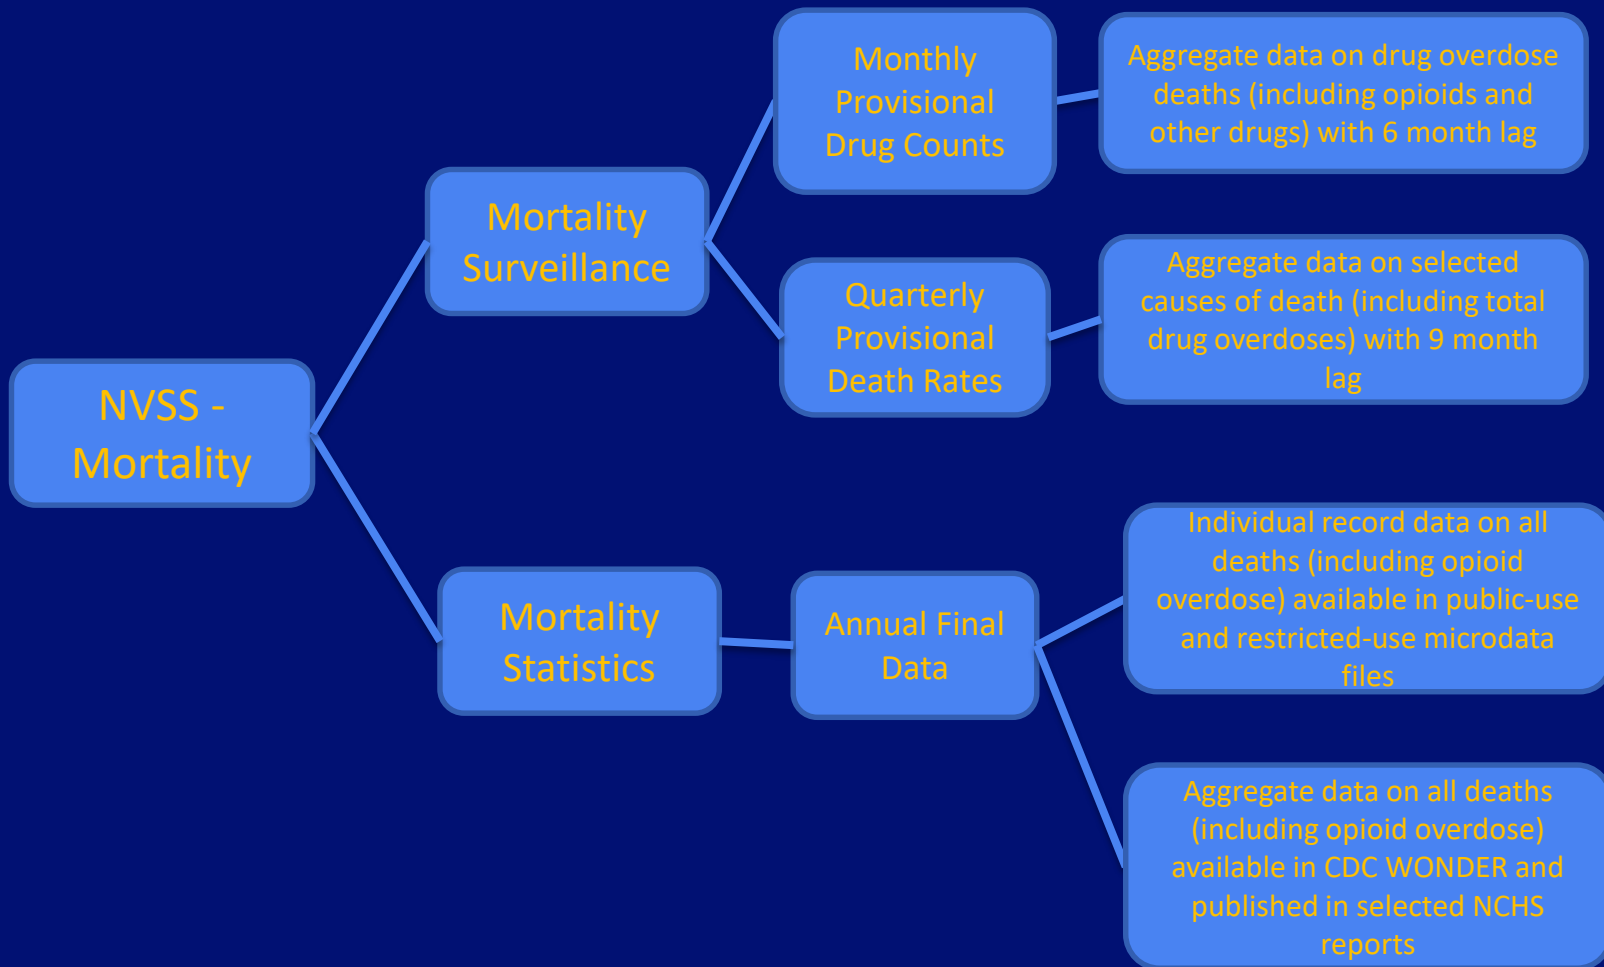 NVSS -
Mortality
Mortality
Surveillance
Monthly
Provisional
Drug Counts
Aggregate data on drug overdose
deaths (including opioids and
other drugs) with 6 month lag
Quarterly
Provisional
Death Rates
Aggregate data on selected
causes of death (including total
drug overdoses) with 9 month
lag
Mortality
Statistics
Annual Final
Data
Individual record data on all
deaths (including opioid
overdose) available in public-use
and restricted-use microdata
files
Aggregate data on all deaths
(including opioid overdose)
available in CDC WONDER and
published in selected NCHS
reports